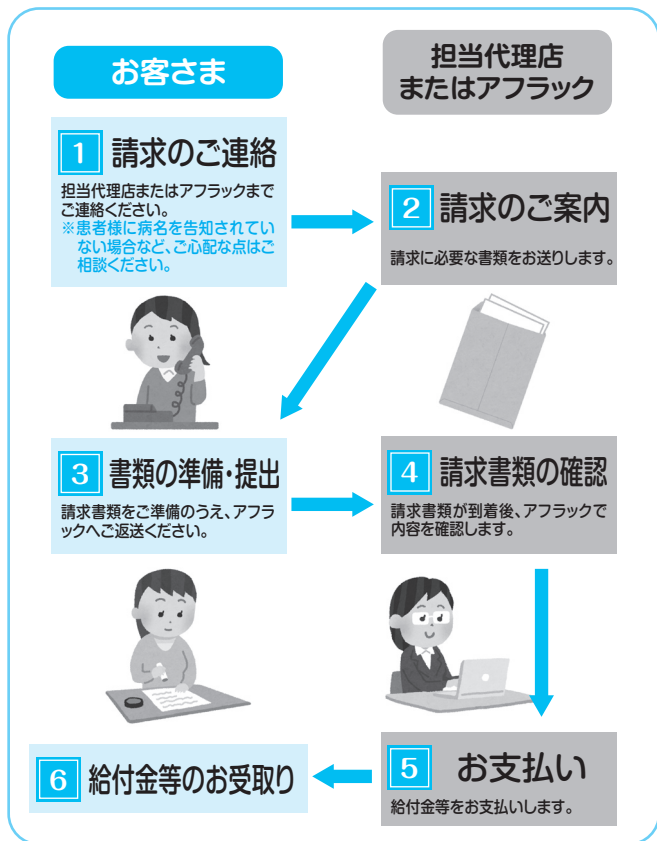 お客さま
担当代理店
またはアフラック
1 請求のご連絡
担当代理店またはアフラックまで
ご連絡ください。
※患者様に病名を告知されてい
ない場合など、ご心配な点はご
相談ください。
2 請求のご案内
請求に必要な書類をお送りします。
3 書類の準備・提出
請求書類をご準備のうえ、アフラ
ックへご返送ください。
4 請求書類の確認
請求書類が到着後、アフラックで
内容を確認します。
5 お支払い
給付金等をお支払いします。
6 給付金等のお受取り